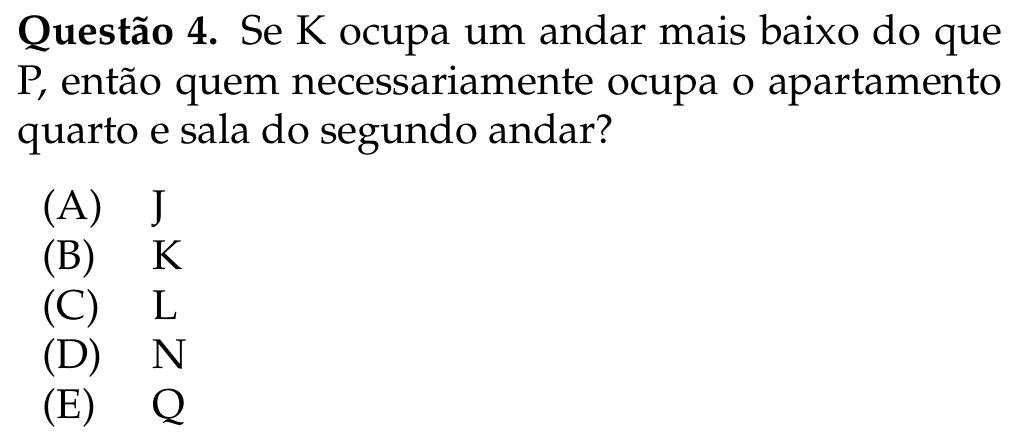 Questão 4. Se K ocupa um andar mais baixo do que
P, então quem necessariamente ocupa o apartamento
quarto e sala do segundo andar?
(A) J
(B) K
(C) L
(D) N
(E) Q